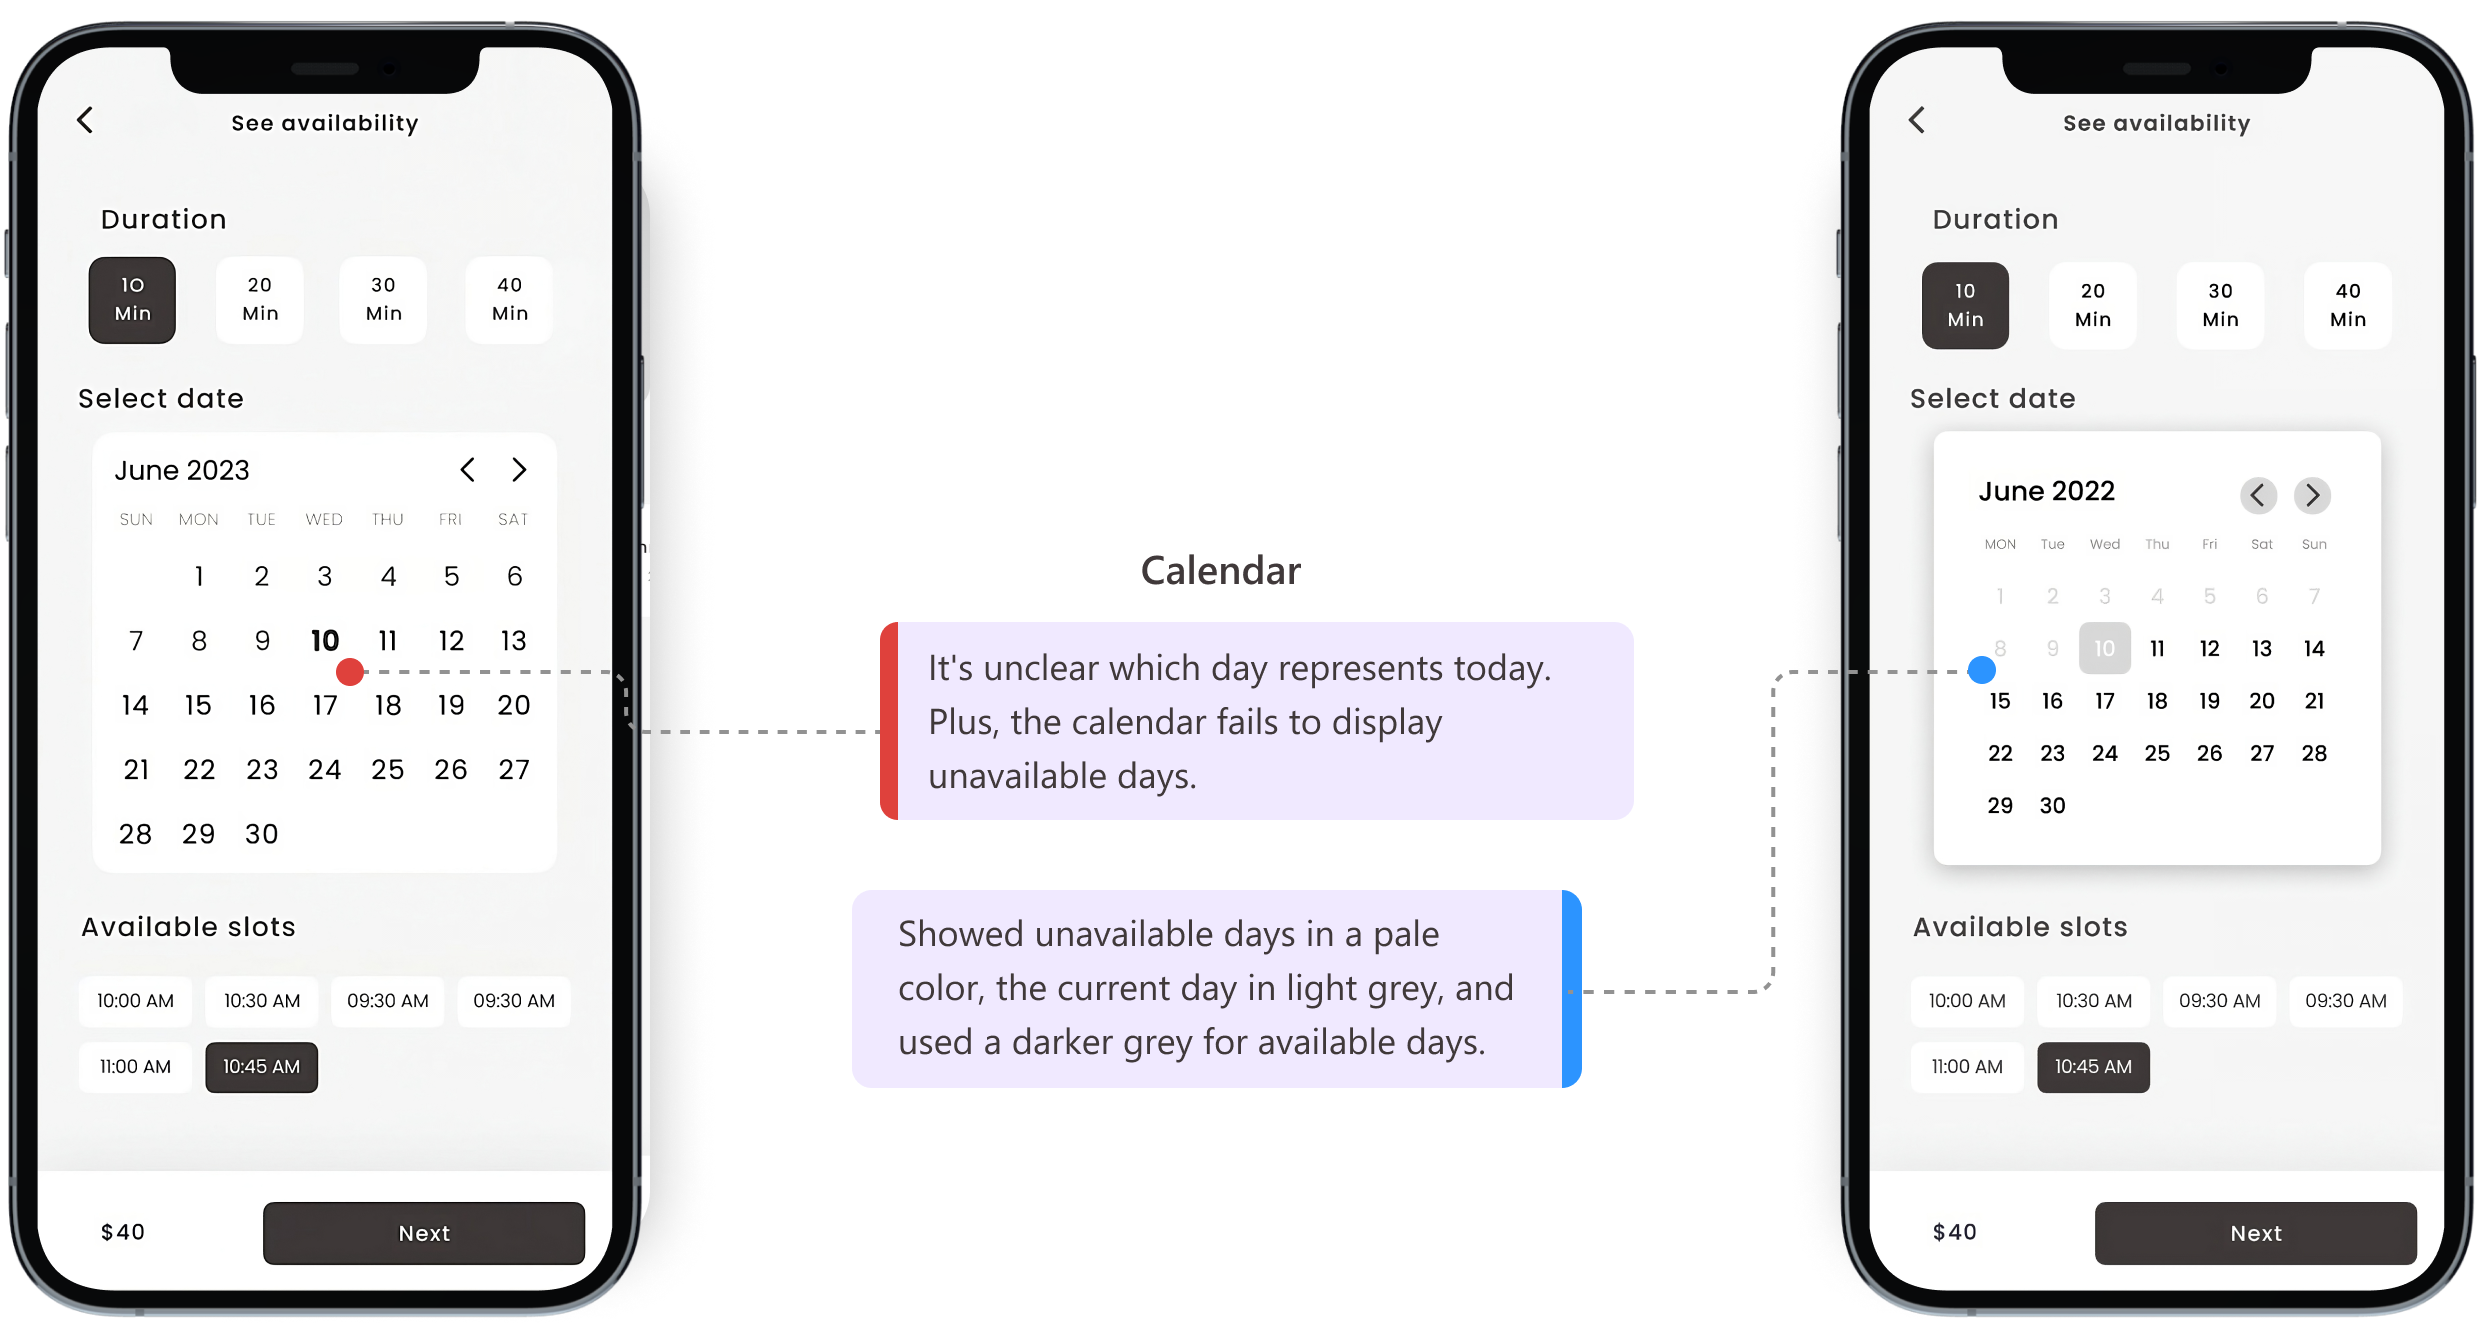 See availability
Duration
10 Min
20 Min
30 Min
40 Min
Select date
June 2023
SUN MON TUE WED THU FRI SAT
1 2 3 4 5 6
7 8 9 10 11 12 13
14 15 16 17 18 19 20
21 22 23 24 25 26 27
28 29 30
Available slots
10:00 AM 10:30 AM 09:30 AM 09:30 AM
11:00 AM 10:45 AM
$40 Next
Calendar
It's unclear which day represents today.
Plus, the calendar fails to display
unavailable days.
Showed unavailable days in a pale
color, the current day in light grey, and
used a darker grey for available days.
See availability
Duration
10 Min
20 Min
30 Min
40 Min
Select date
June 2022
MON Tue Wed Thu Fri Sat Sun
1 2 3 4 5 6 7
8 9 10 11 12 13 14
15 16 17 18 19 20 21
22 23 24 25 26 27 28
29 30
Available slots
10:00 AM 10:30 AM 09:30 AM 09:30 AM
11:00 AM 10:45 AM
$40 Next